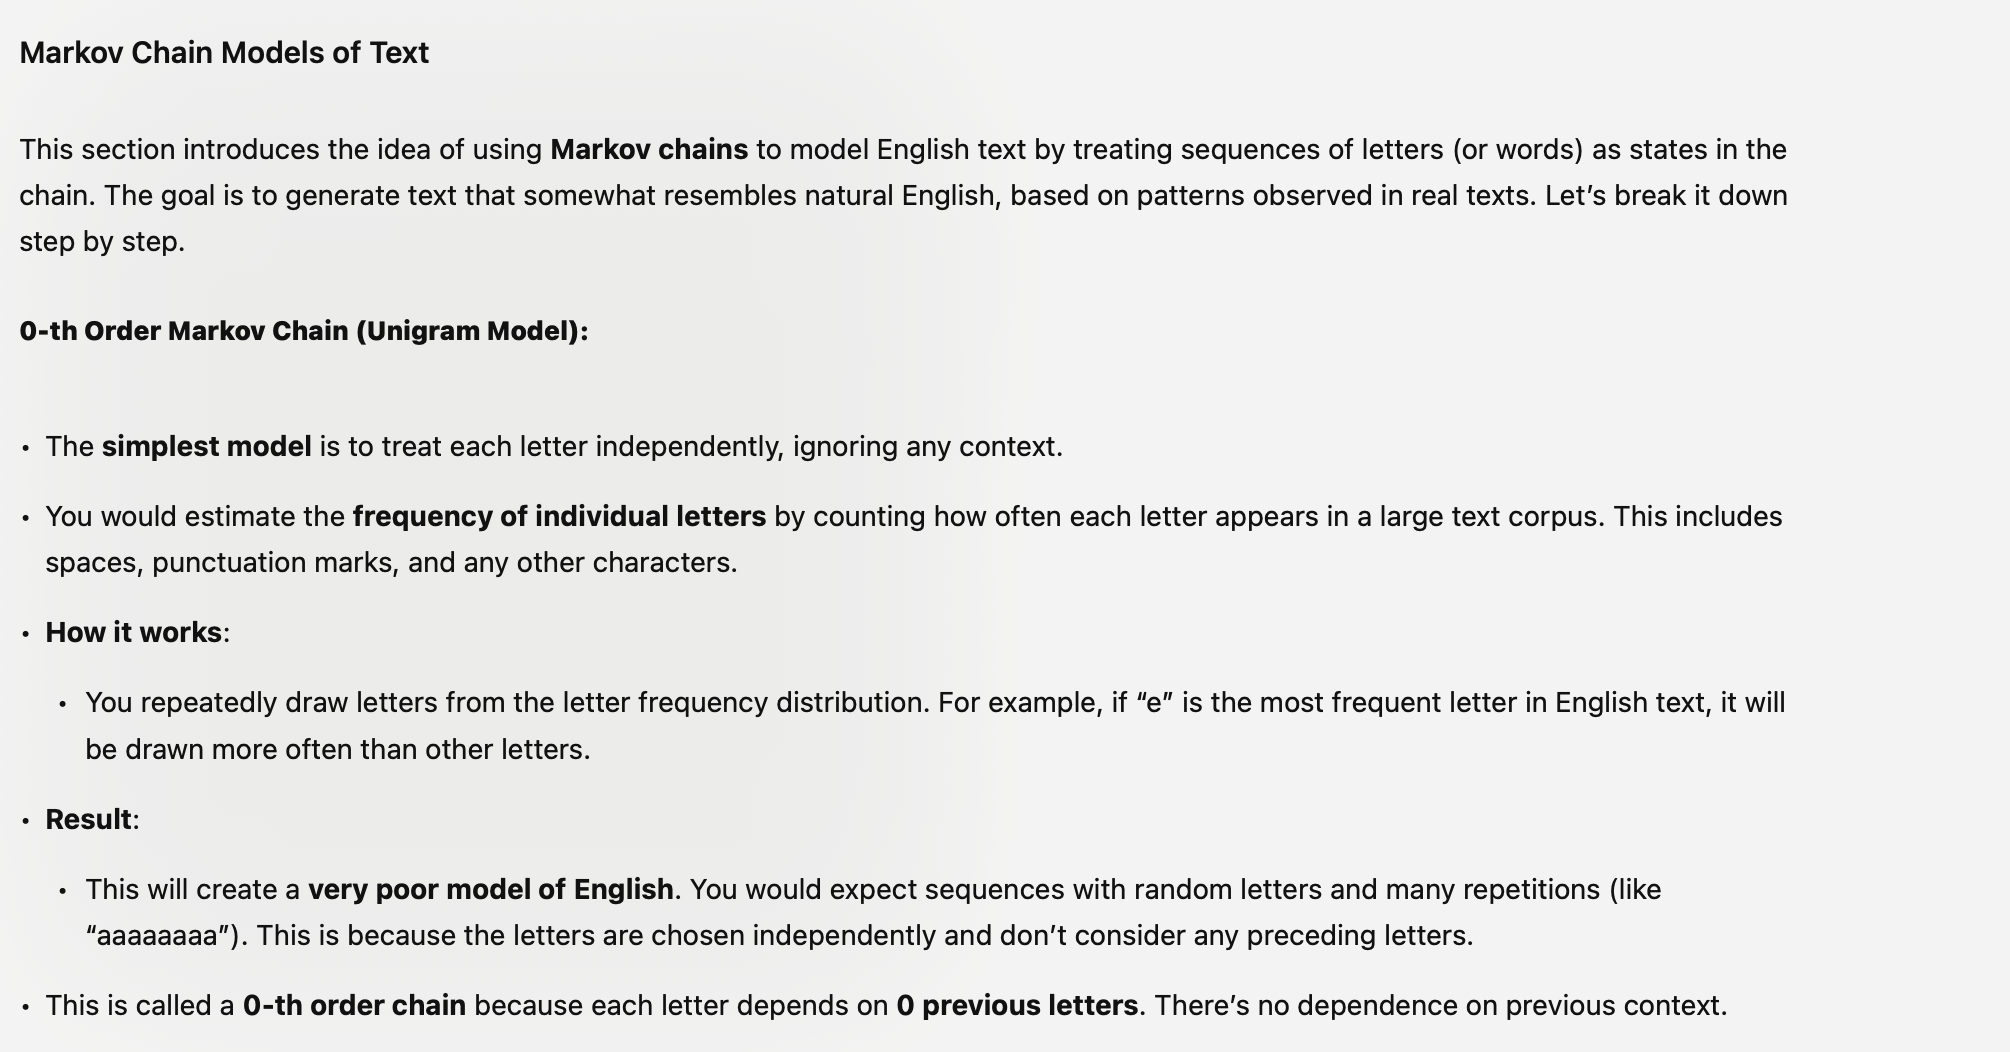 Markov Chain Models of Text
This section introduces the idea of using Markov chains to model English text by treating sequences of letters (or words) as states in the
chain. The goal is to generate text that somewhat resembles natural English, based on patterns observed in real texts. Let’s break it down
step by step.
0-th Order Markov Chain (Unigram Model):
• The simplest model is to treat each letter independently, ignoring any context.
• You would estimate the frequency of individual letters by counting how often each letter appears in a large text corpus. This includes
spaces, punctuation marks, and any other characters.
• How it works:
• You repeatedly draw letters from the letter frequency distribution. For example, if “e” is the most frequent letter in English text, it will
be drawn more often than other letters.
• Result:
• This will create a very poor model of English. You would expect sequences with random letters and many repetitions (like
“aaaaaaaa”). This is because the letters are chosen independently and don’t consider any preceding letters.
• This is called a 0-th order chain because each letter depends on 0 previous letters. There’s no dependence on previous context.